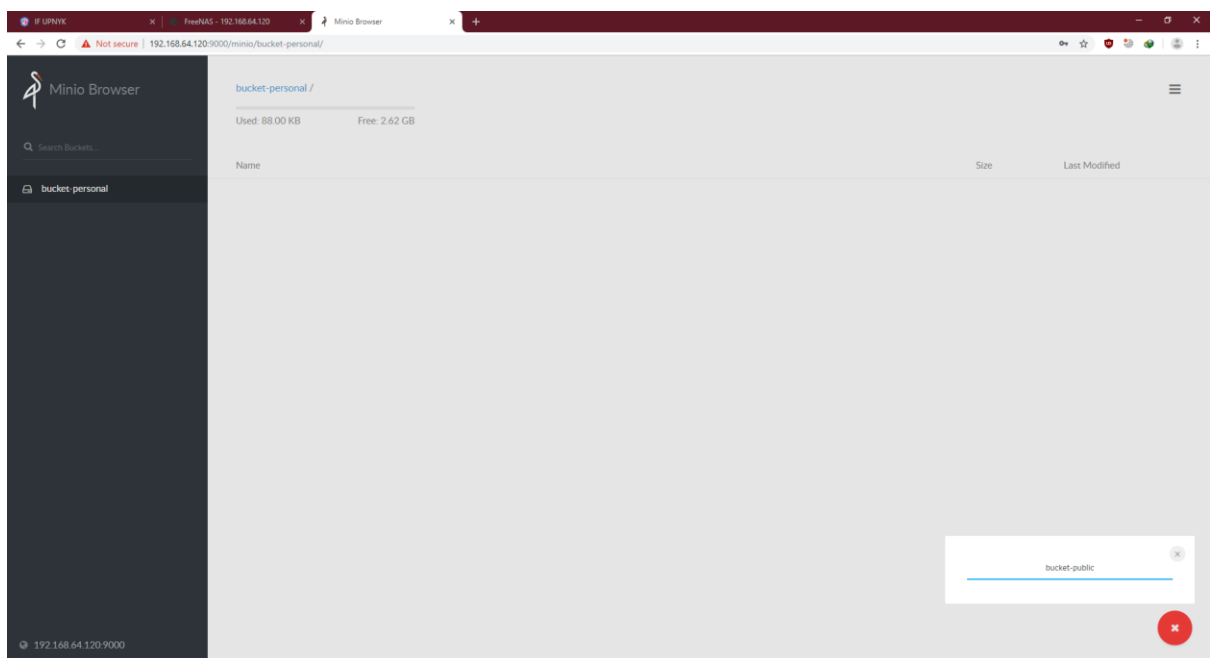 IF UPNYK
FreeNAS - 192.168.64.120
Minio Browser
Not secure | 192.168.64.120:9000/minio/bucket-personal/
Minio Browser
Search Buckets...
bucket-personal
192.168.64.120:9000
bucket-personal /
Used: 88.00 KB Free: 2.62 GB
Name Size Last Modified
bucket-public